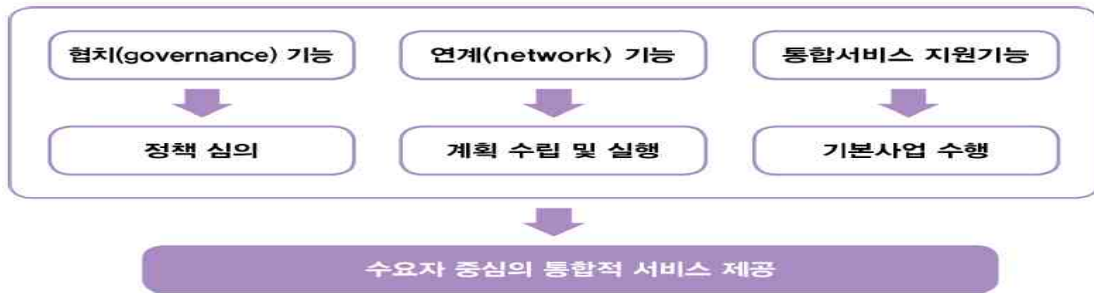 협치(governance) 기능
연계(network) 기능
통합서비스 지원기능
정책 심의
계획 수립 및 실행
기본사업 수행
수요자 중심의 통합적 서비스 제공